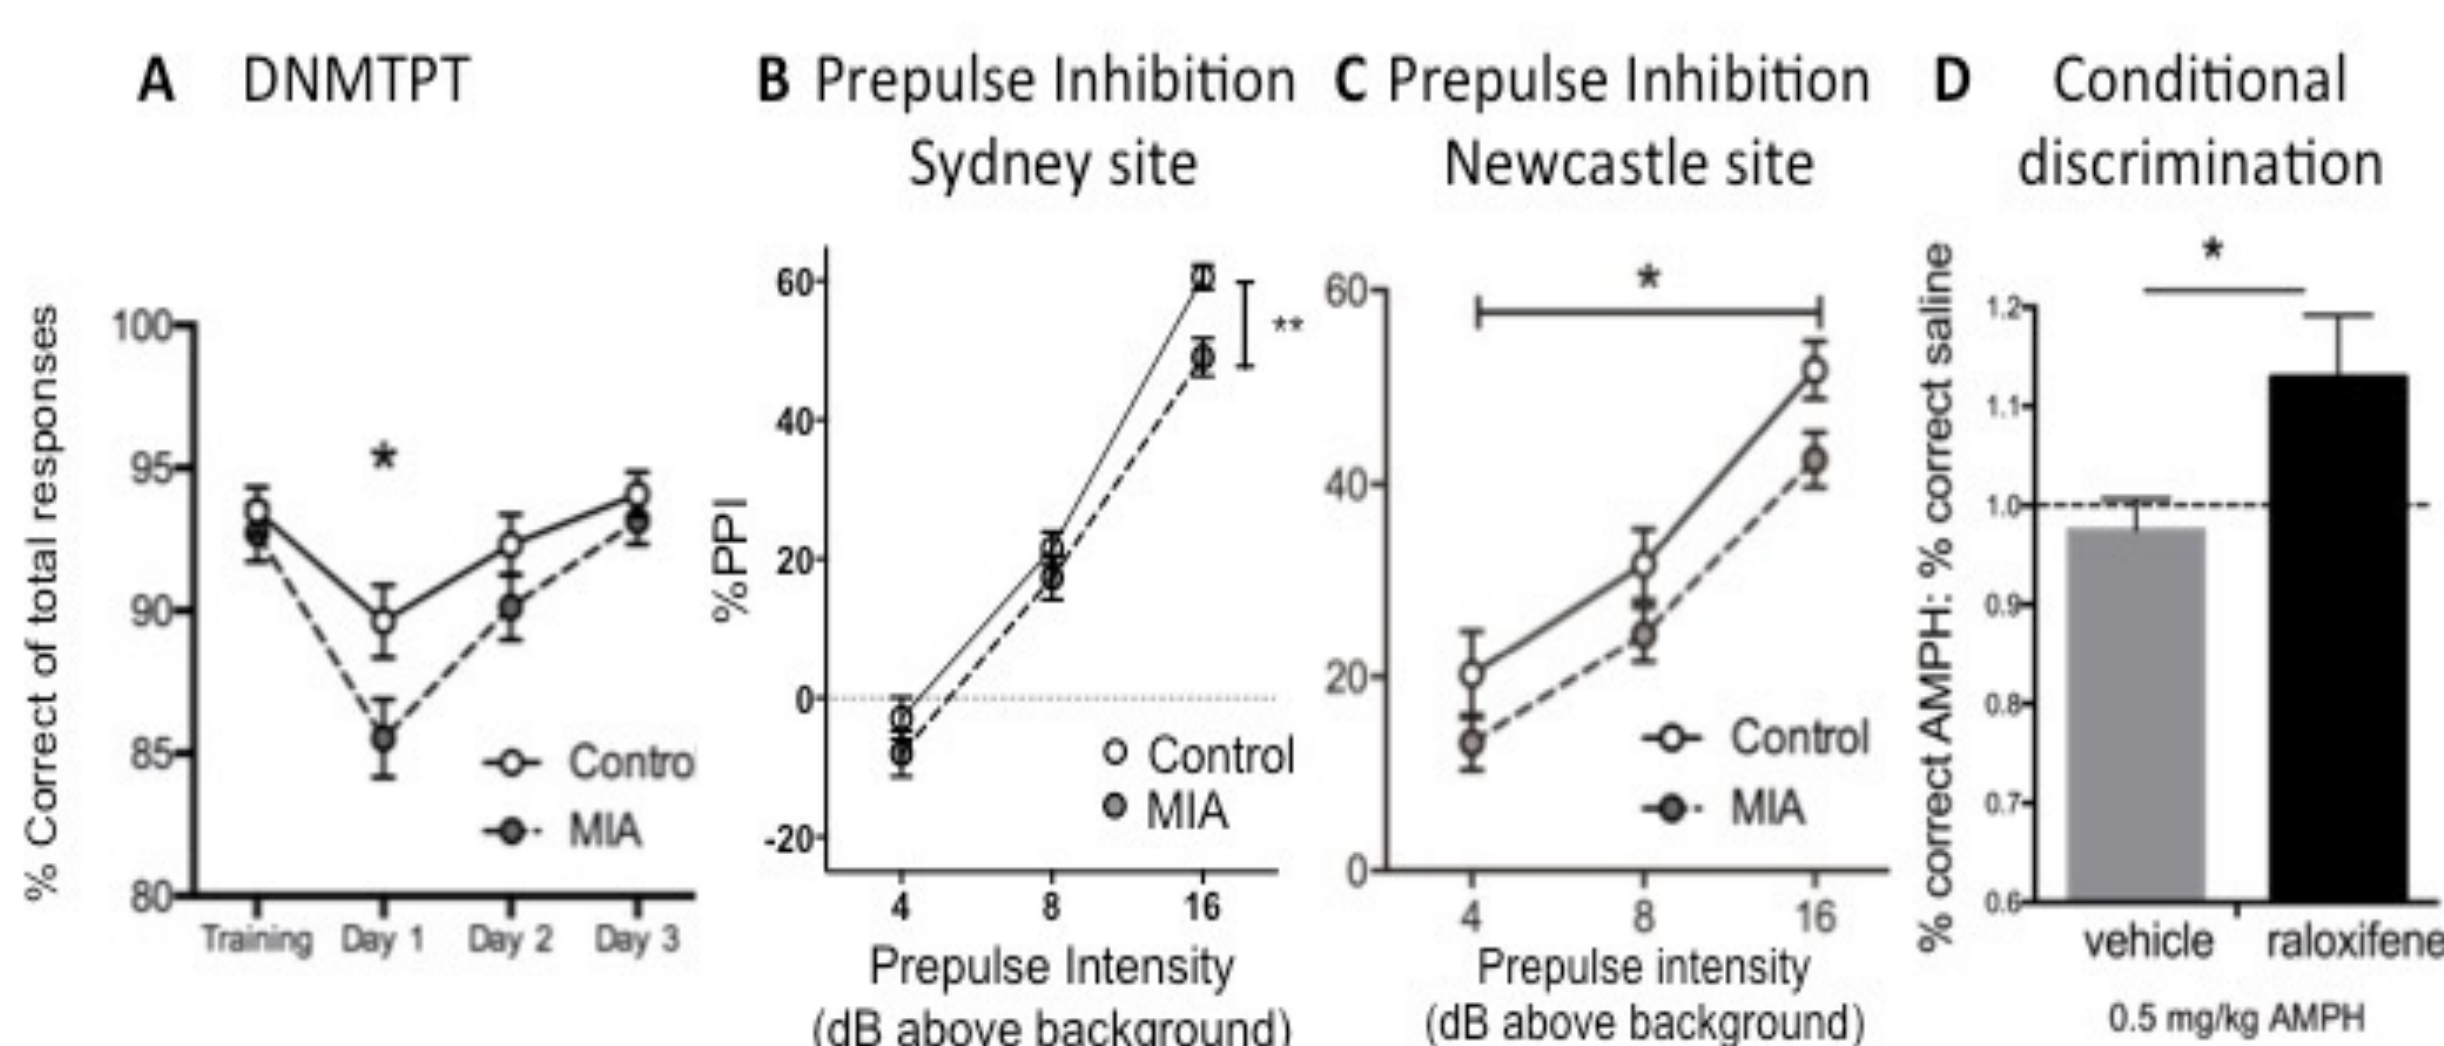 A DNMTPT
% Correct of total responses
100
95
90
85
80
*
Contro
MIA
Training Day 1 Day 2 Day 3
B Prepulse Inhibition
Sydney site
%PPI
60
40
20
0
-20
**
Control
MIA
4 8 16
Prepulse Intensity
(dB above background)
C Prepulse Inhibition
Newcastle site
60
40
20
0
*
Control
MIA
4 8 16
Prepulse intensity
(dB above background)
D Conditional
discrimination
% correct AMPH: % correct saline
*
1.2
1.1
1.0
0.9
0.8
0.7
0.6
vehicle raloxifene
0.5 mg/kg AMPH